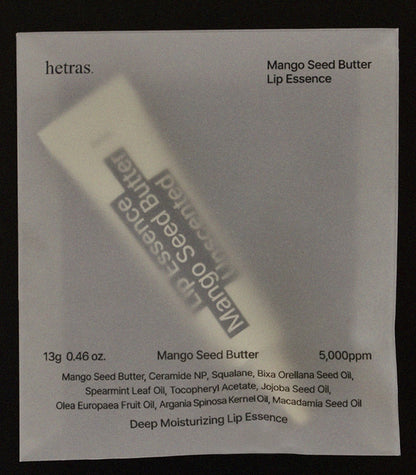 hetras.
Mango Seed Butter
Lip Essence
Lip Essence
Mango Seed Butter
Unscented
13g 0.46 oz. Mango Seed Butter 5,000ppm
Mango Seed Butter, Ceramide NP, Squalane, Bixa Orellana Seed Oil,
Spearmint Leaf Oil, Tocopheryl Acetate, Jojoba Seed Oil,
Olea Europaea Fruit Oil, Argania Spinosa Kernel Oil, Macadamia Seed Oil
Deep Moisturizing Lip Essence